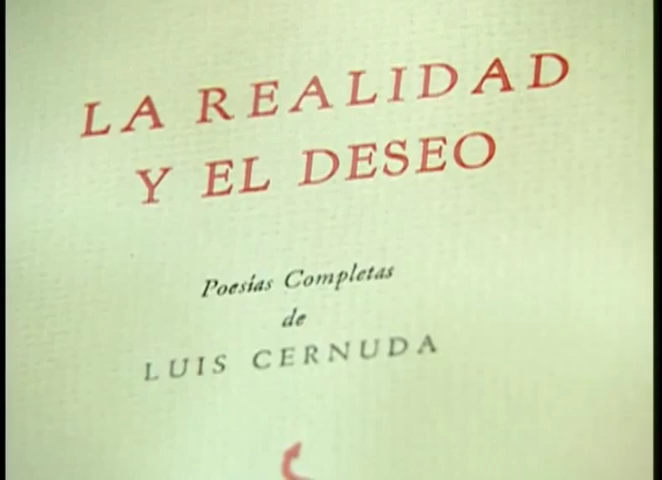 LA REALIDAD
Y EL DESEO
Poesías Completas
de
LUIS CERNUDA